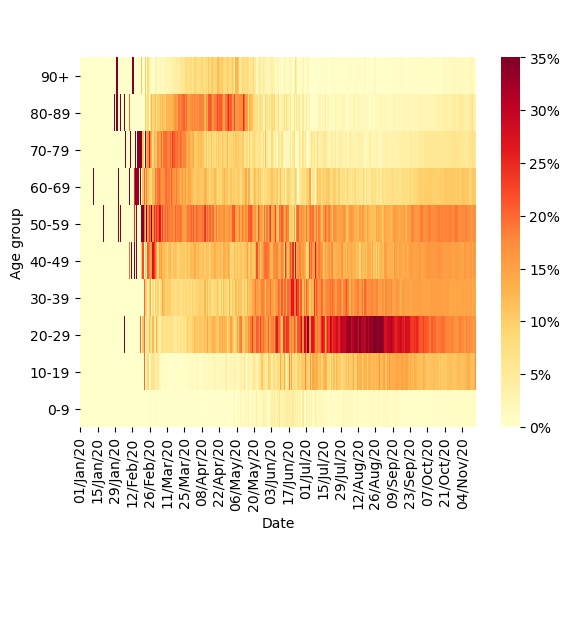 90+
80-89
70-79
60-69
50-59
40-49
30-39
20-29
10-19
0-9
Age group
01/Jan/20
15/Jan/20
29/Jan/20
12/Feb/20
26/Feb/20
11/Mar/20
25/Mar/20
08/Apr/20
22/Apr/20
06/May/20
20/May/20
03/Jun/20
17/Jun/20
01/Jul/20
15/Jul/20
29/Jul/20
12/Aug/20
26/Aug/20
09/Sep/20
23/Sep/20
07/Oct/20
21/Oct/20
04/Nov/20
Date
35%
30%
25%
20%
15%
10%
5%
0%